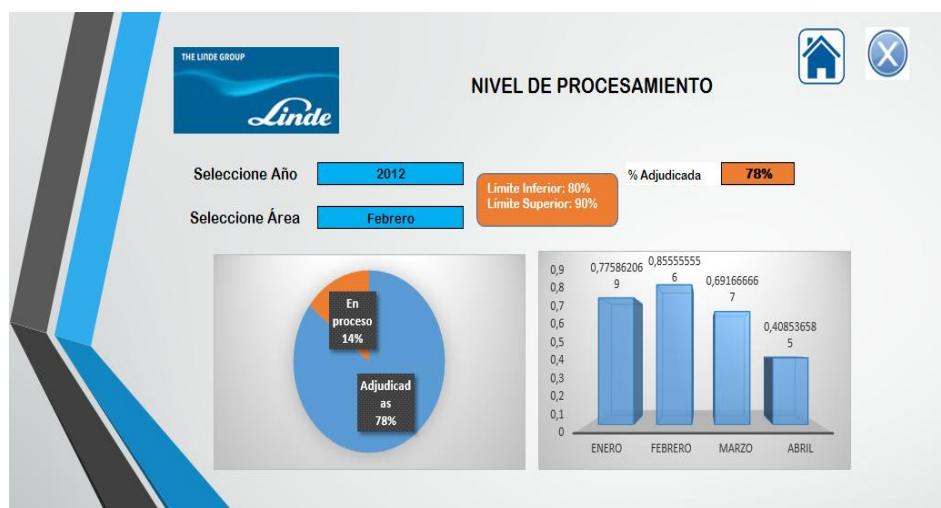 THE LINDE GROUP
Linde
NIVEL DE PROCESAMIENTO
X
Seleccione Año
2012
Seleccione Área
Febrero
Límite Inferior: 80%
Límite Superior: 90%
% Adjudicada
78%
En
proceso
14%
Adjudicad
as
78%
0,9
0,8
0,7
0,6
0,5
0,4
0,3
0,2
0,1
0
0,77586206
9
0,85555555
6
0,69166666
7
0,40853658
5
ENERO FEBRERO MARZO ABRIL